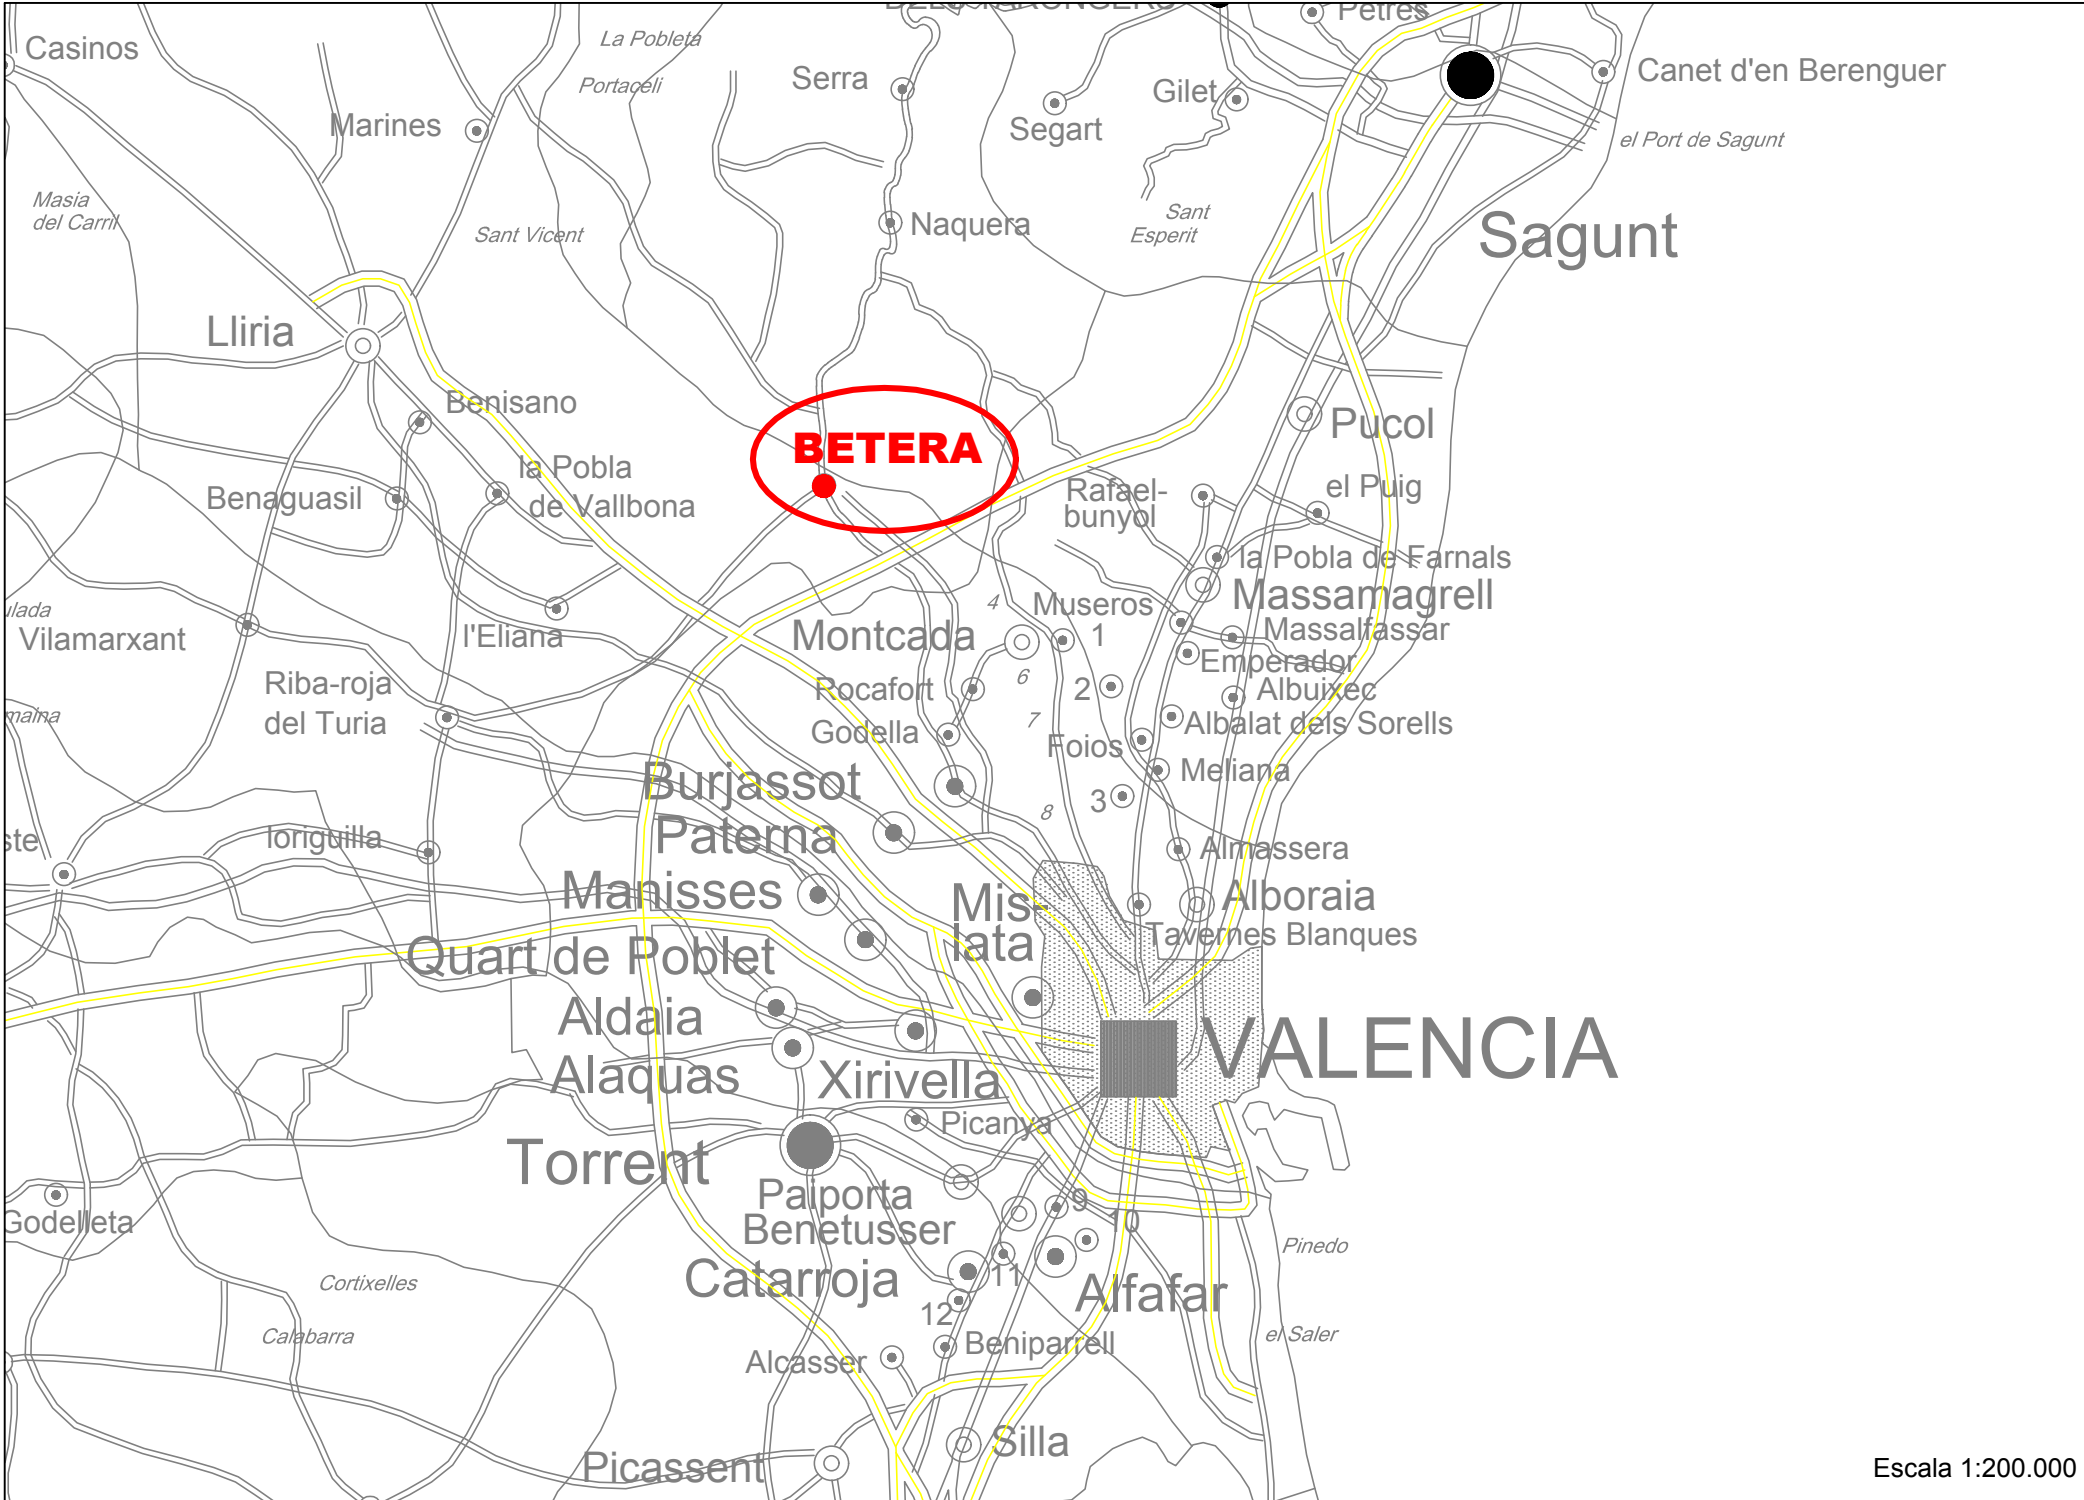 Petres
La Pobleta
Casinos
Canet d'en Berenguer
Serra
Portaceli
Gilet
Marines
Segart
el Port de Sagunt
Masia
del Carril
Sant
Esperit
Naquera
Sant Vicent
Sagunt
Lliria
Benisano
Pucol
BETERA
la Pobla
de Vallbona
Benaguasil
Rafael-
bunyol
el Puig
la Pobla de Farnals
Massamagrell
ulada
Vilamarxant
l'Eliana
4
Museros
1
Montcada
Massalfassar
Emperador
Riba-roja
del Turia
Rocafort
6
2
Albuixec
maina
7
Albalat dels Sorells
Godella
Foios
Meliana
Burjassot
3
8
Paterna
ste
loriguilla
Almassera
Manisses
Mis-
lata
Alboraia
Tavernes Blanques
Quart de Poblet
Aldaia
VALENCIA
Alaquas
Xirivella
Picanya
Torrent
Paiporta
9
10
Godelleta
Benetusser
Pinedo
Catarroja
11
Cortixelles
Alfafar
12
Calabarra
el Saler
Beniparrell
Alcasser
Silla
Picassent
Escala 1:200.000